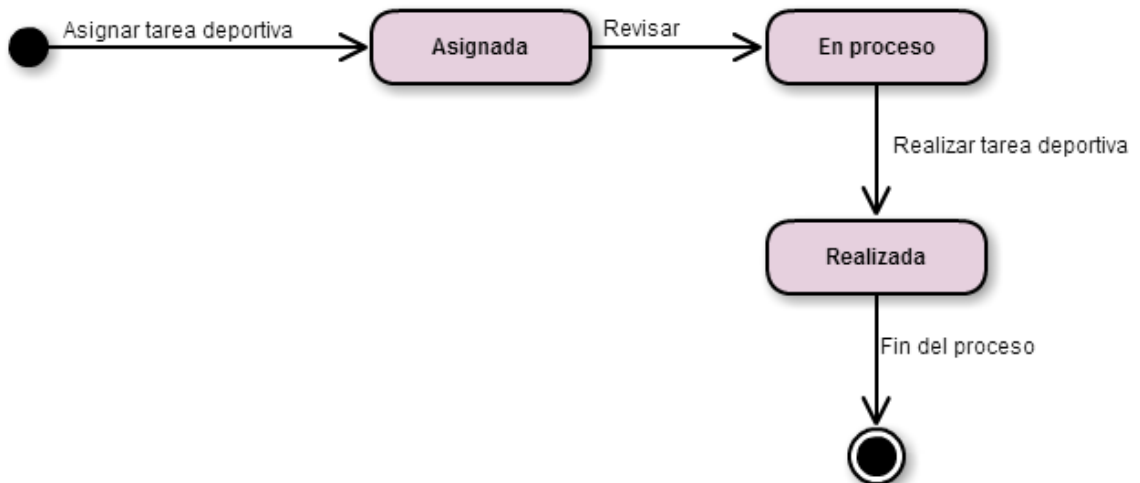 Asignar tarea deportiva
Asignada
Revisar
En proceso
Realizar tarea deportiva
Realizada
Fin del proceso